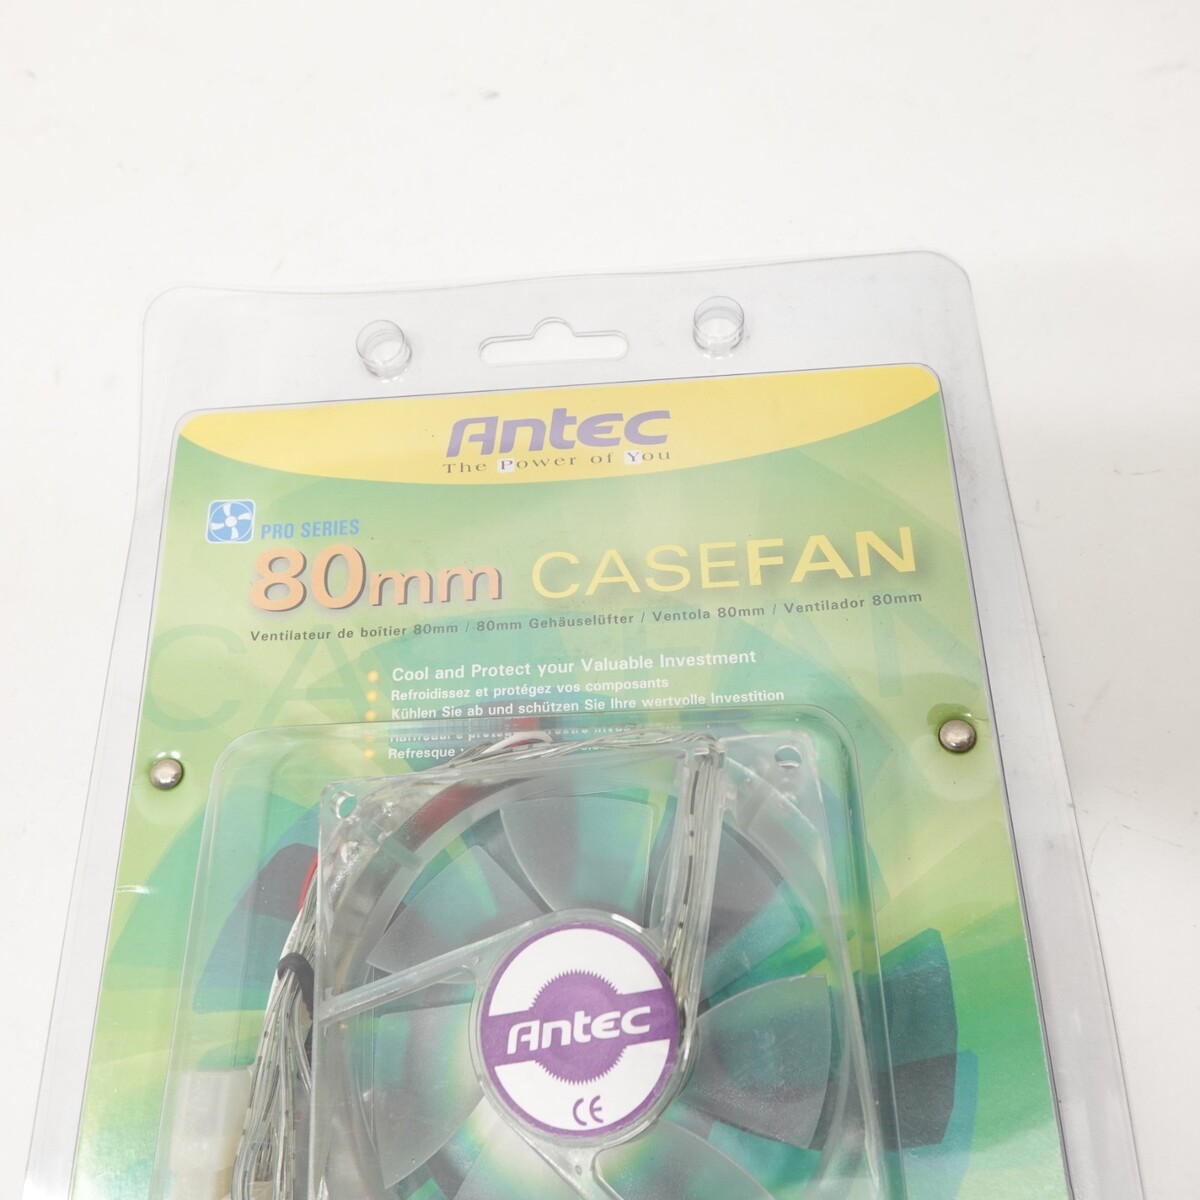 Antec
The Power of You
PRO SERIES
80mm CASEFAN
Ventilateur de boîtier 80mm / 80mm Gehäuselüfter / Ventola 80mm / Ventilador 80mm
CASEFAN
Cool and Protect your Valuable Investment
Refroidissez et protégez vos composants
Kühlen Sie ab und schützen Sie Ihre wertvolle Investition
Refresque
Antec
CE